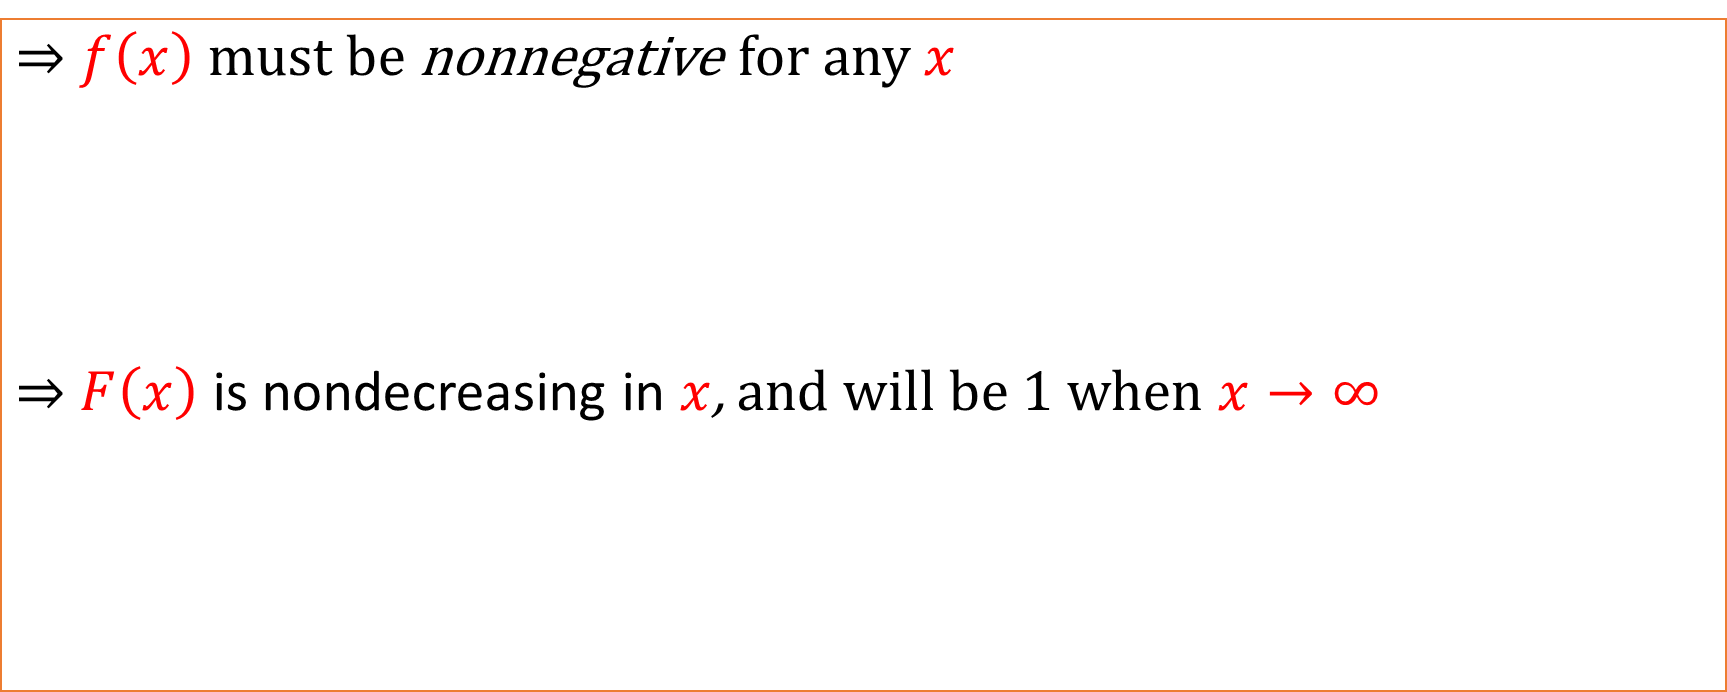 ⇒ f(x) must be nonnegative for any x
⇒ F(x) is nondecreasing in x, and will be 1 when x → ∞